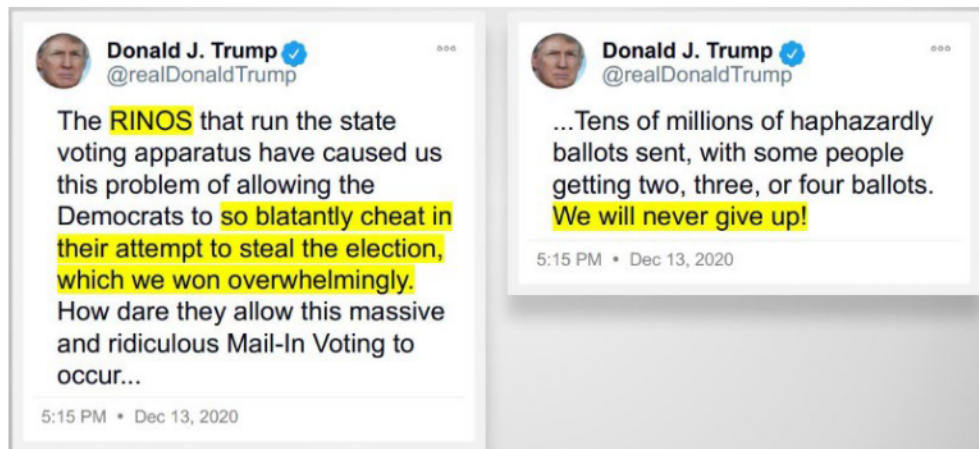 Donald J. Trump
@realDonaldTrump
The RINOS that run the state
voting apparatus have caused us
this problem of allowing the
Democrats to so blatantly cheat in
their attempt to steal the election,
which we won overwhelmingly.
How dare they allow this massive
and ridiculous Mail-In Voting to
occur...
5:15 PM • Dec 13, 2020
Donald J. Trump
@realDonaldTrump
...Tens of millions of haphazardly
ballots sent, with some people
getting two, three, or four ballots.
We will never give up!
5:15 PM • Dec 13, 2020